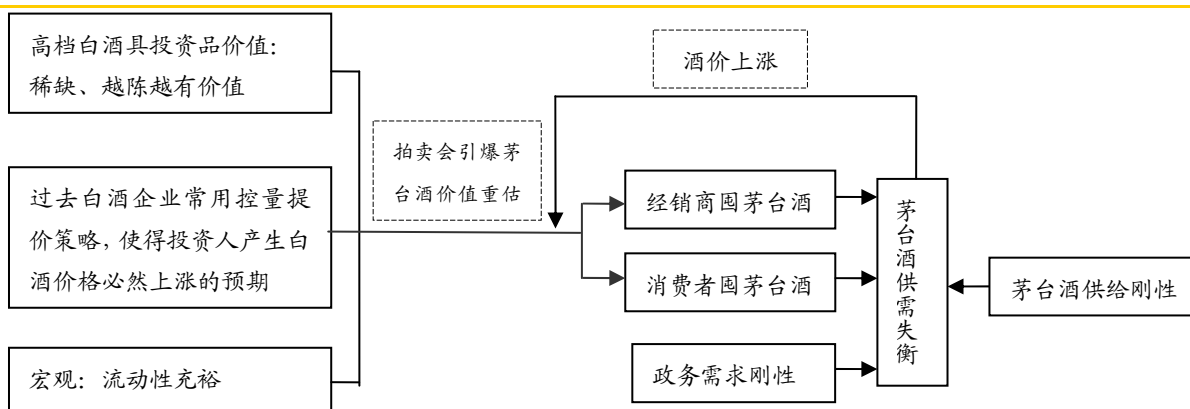 高档白酒具投资品价值：
稀缺、越陈越有价值
过去白酒企业常用控量提
价策略，使得投资人产生白
酒价格必然上涨的预期
宏观：流动性充裕
拍卖会引爆茅
台酒价值重估
酒价上涨
经销商囤茅台酒
消费者囤茅台酒
政务需求刚性
茅台酒供需失衡
茅台酒供给刚性